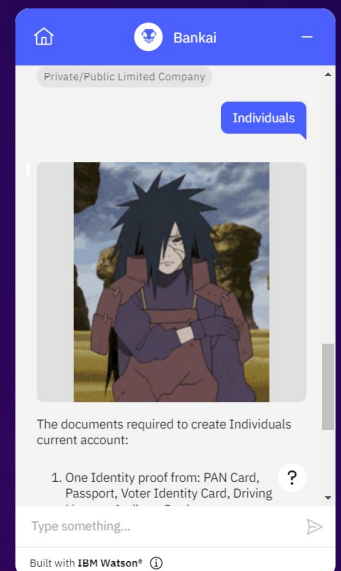 Bankai
Private/Public Limited Company
Individuals
The documents required to create Individuals
current account:
1. One Identity proof from: PAN Card,
?
Passport, Voter Identity Card, Driving
Type something...
Built with IBM Watson®